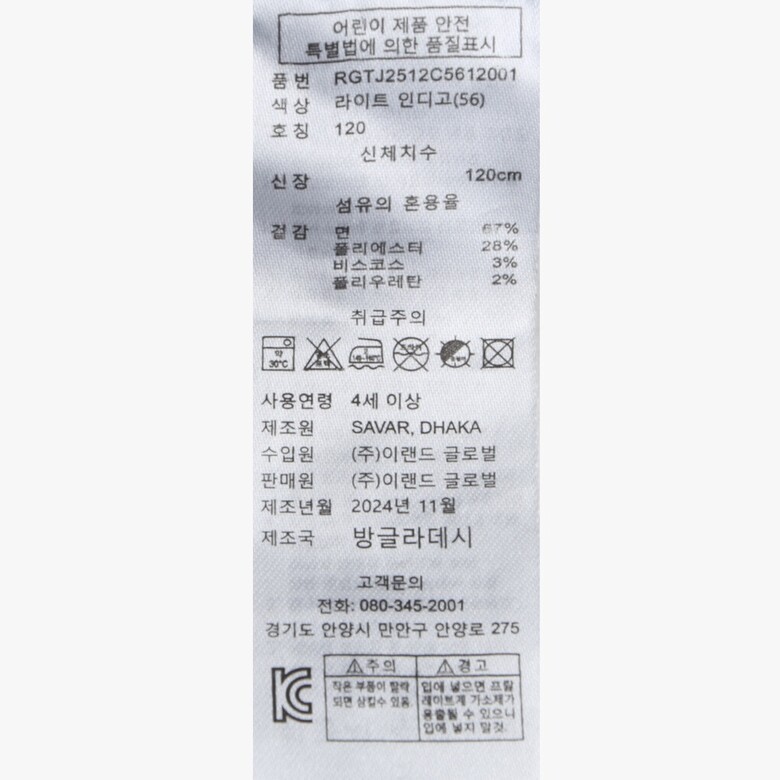 어린이 제품 안전
특별법에 의한 품질표시
품 번 RGTJ2512C5612001
색 상 라이트 인디고(56)
호 칭 120
신체치수
신 장 120cm
섬유의 혼용율
겉 감 면 67%
폴리에스터 28%
비스코스 3%
폴리우레탄 2%
취급주의
약
30℃
사용연령 4세 이상
제조원 SAVAR, DHAKA
수입원 (주)이랜드 글로벌
판매원 (주)이랜드 글로벌
제조년월 2024년 11월
제조국 방글라데시
고객문의
전화: 080-345-2001
경기도 안양시 만안구 안양로 275
주 의
작은 부품이 탈락
되면 삼킬수 있음.
경 고
입에 넣으면 프탈
레이트계 가소제가
용출될 수 있으니
입에 넣지 말것.